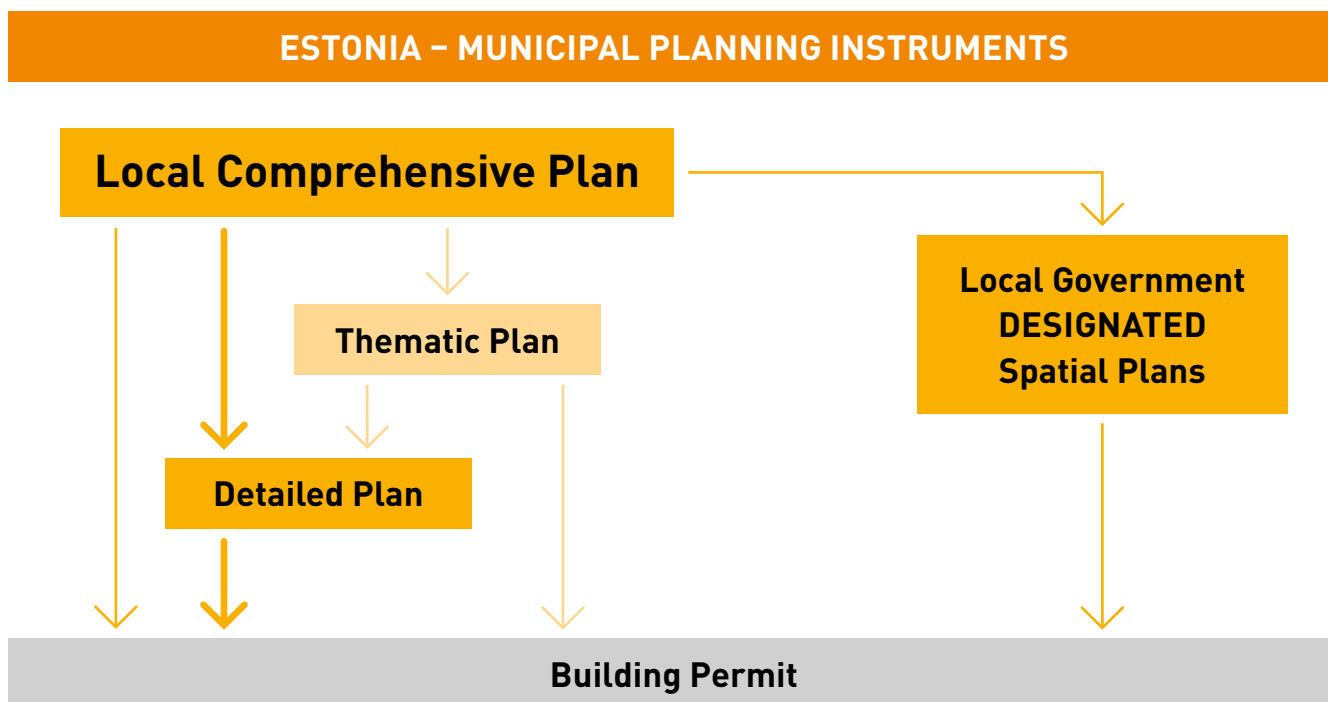 ESTONIA – MUNICIPAL PLANNING INSTRUMENTS
Local Comprehensive Plan
Local Government
DESIGNATED
Spatial Plans
Thematic Plan
Detailed Plan
Building Permit